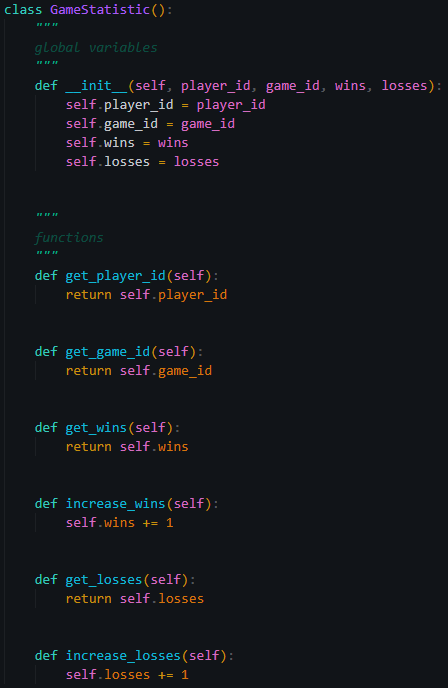 class GameStatistic():
    """
    global variables
    """
    def __init__(self, player_id, game_id, wins, losses):
        self.player_id = player_id
        self.game_id = game_id
        self.wins = wins
        self.losses = losses


    """
    functions
    """
    def get_player_id(self):
        return self.player_id


    def get_game_id(self):
        return self.game_id


    def get_wins(self):
        return self.wins


    def increase_wins(self):
        self.wins += 1


    def get_losses(self):
        return self.losses


    def increase_losses(self):
        self.losses += 1